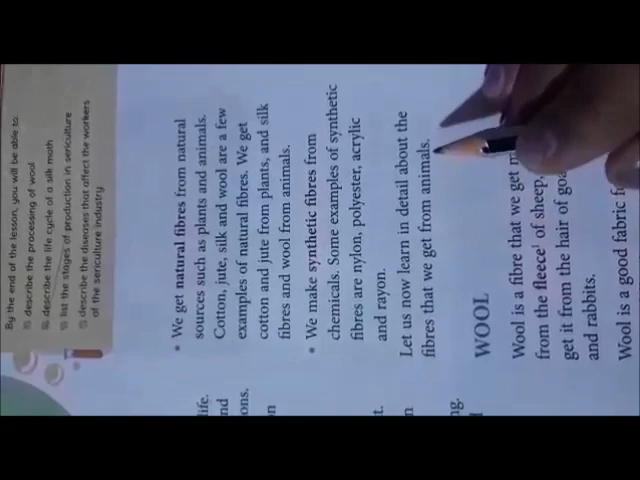 By the end of the lesson, you will be able to:
describe the processing of wool
describe the life cycle of a silk moth
list the stages of production in sericulture
describe the diseases that affect the workers
of the sericulture industry
life.
ons.
• We get natural fibres from natural
sources such as plants and animals.
Cotton, jute, silk and wool are a few
examples of natural fibres. We get
cotton and jute from plants, and silk
fibres and wool from animals.
• We make synthetic fibres from
chemicals. Some examples of synthetic
fibres are nylon, polyester, acrylic
and rayon.
Let us now learn in detail about the
fibres that we get from animals.
WOOL
Wool is a fibre that we get
from the fleece¹ of sheep,
get it from the hair of
and rabbits.
Wool is a good fabric